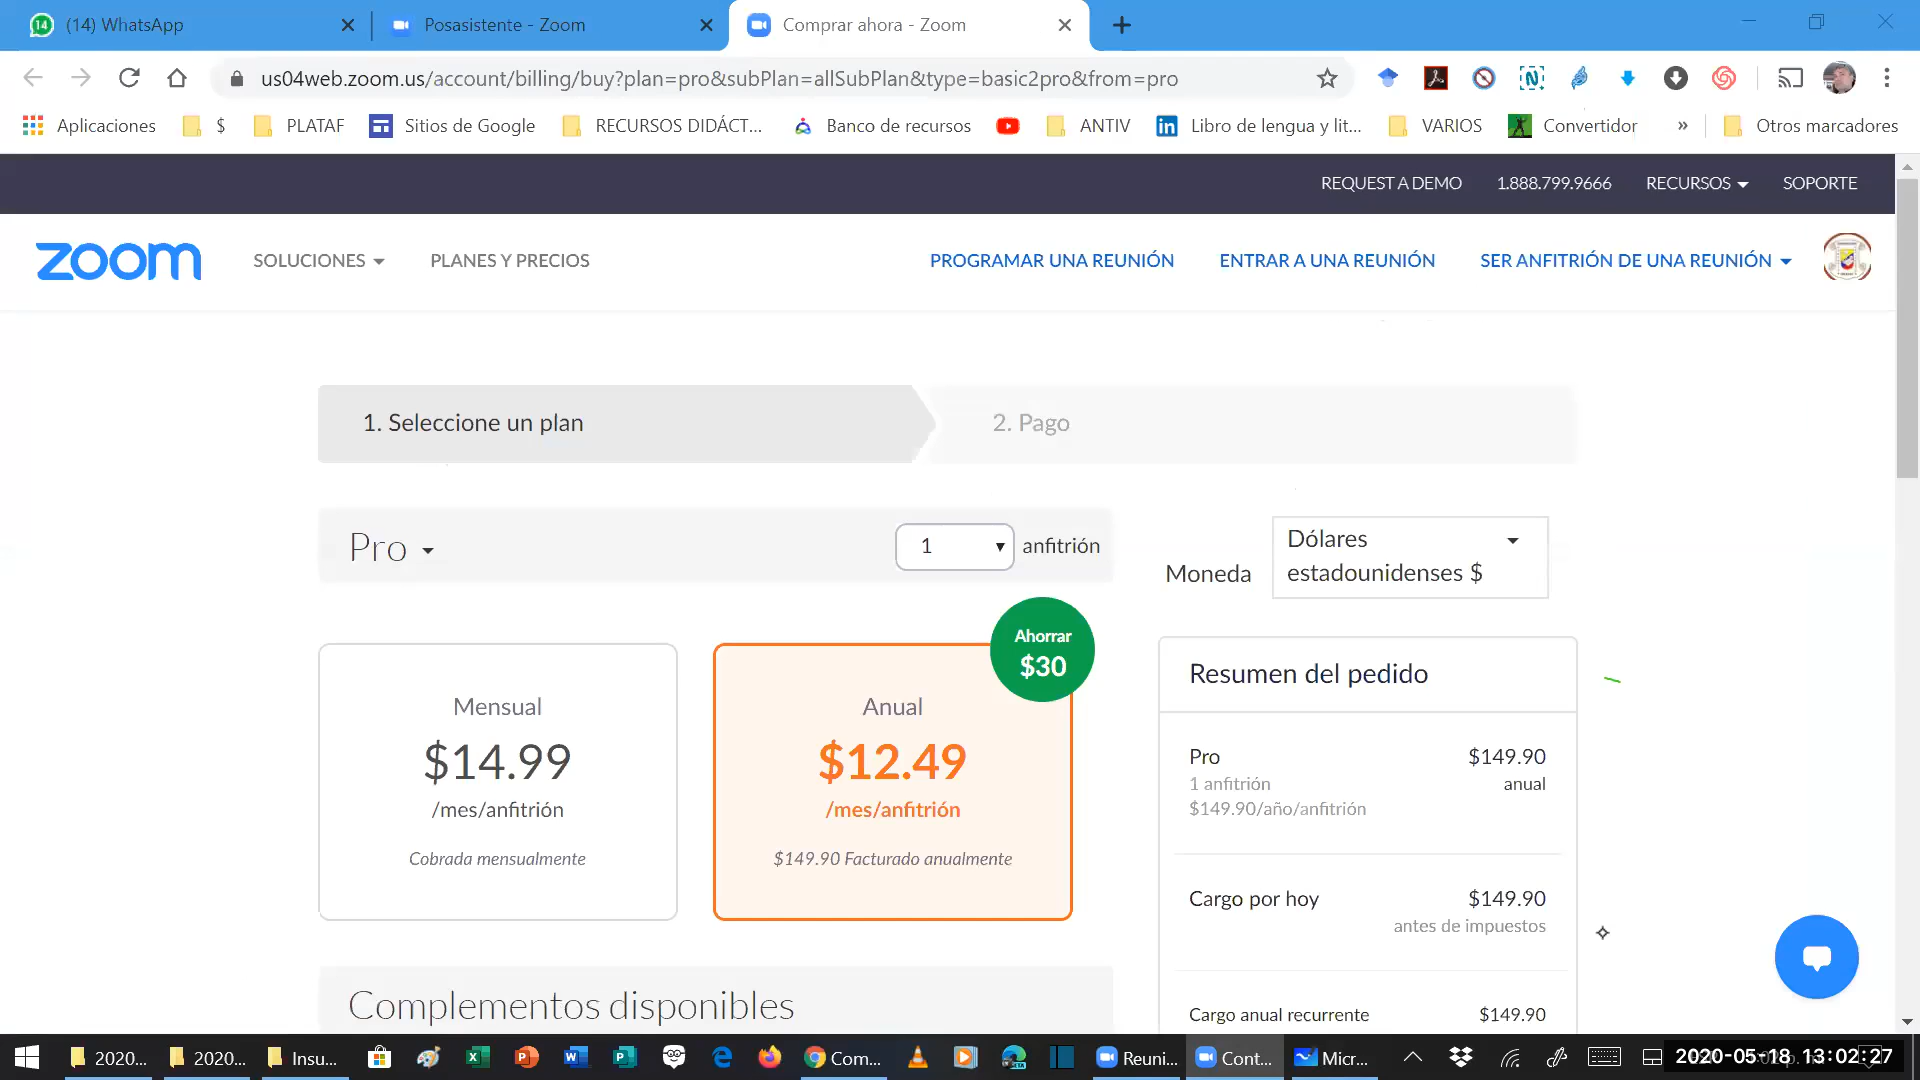 14 (14) WhatsApp
Posasistente - Zoom
Comprar ahora - Zoom
us04web.zoom.us/account/billing/buy?plan=pro&subPlan=allSubPlan&type=basic2pro&from=pro
Aplicaciones
$
PLATAF
Sitios de Google
RECURSOS DIDÁCT...
Banco de recursos
ANTIV
Libro de lengua y lit...
VARIOS
Convertidor
»
Otros marcadores
REQUEST A DEMO
1.888.799.9666
RECURSOS
SOPORTE
zoom
SOLUCIONES
PLANES Y PRECIOS
PROGRAMAR UNA REUNIÓN
ENTRAR A UNA REUNIÓN
SER ANFITRIÓN DE UNA REUNIÓN
1. Seleccione un plan
2. Pago
Pro
1
anfitrión
Moneda
Dólares
estadounidenses $
Ahorrar
$30
Mensual
$14.99
/mes/anfitrión
Cobrada mensualmente
Anual
$12.49
/mes/anfitrión
$149.90 Facturado anualmente
Resumen del pedido
Pro $149.90
1 anfitrión anual
$149.90/año/anfitrión
Cargo por hoy $149.90
antes de impuestos
Cargo anual recurrente $149.90
Complementos disponibles
2020...
2020...
Insu...
Com...
Reuni...
Cont...
Micr...
2020-05-18 13:02:27